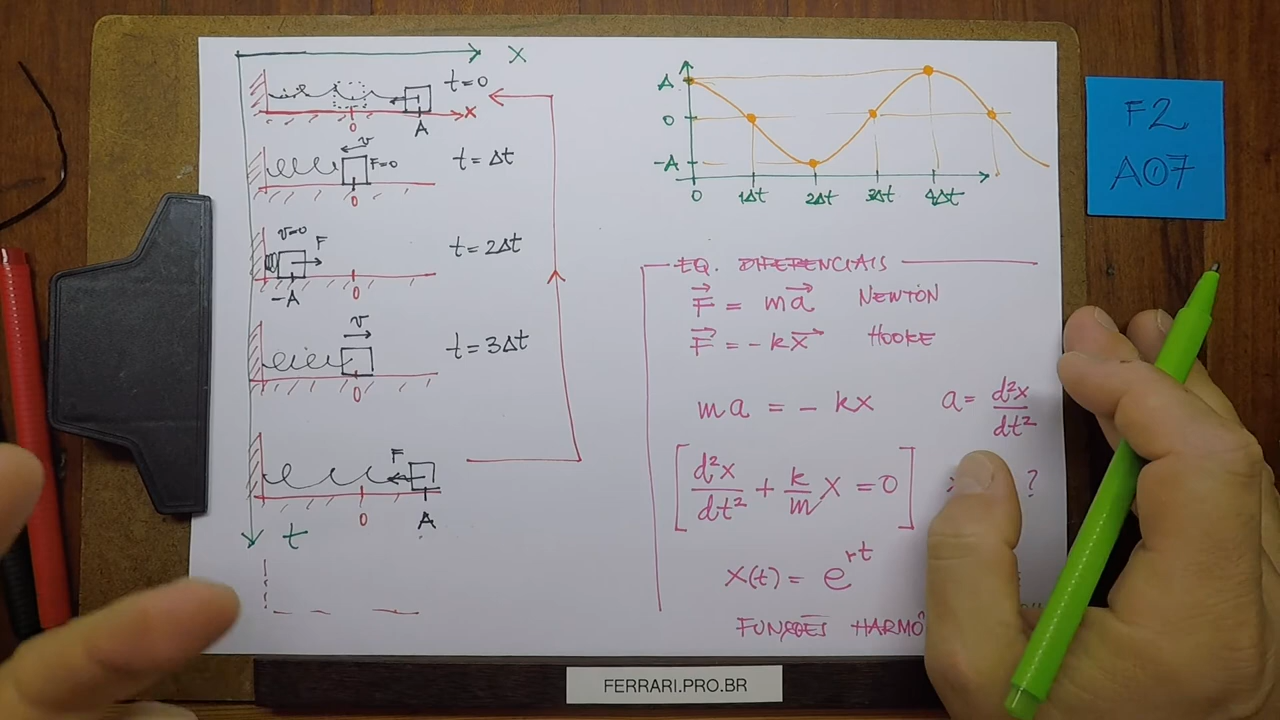 x
t=0
x
0
A
v
F=0
t=Δt
0
v=0
F
t=2Δt
-A
0
v
t=3Δt
0
F
0
A
t
A
0
-A
0
1Δt
2Δt
3Δt
4Δt
F2
A07
EQ. DIFERENCIAIS
F⃗ = ma⃗ NEWTON
F⃗ = -kx⃗ HOOKE
ma = -kx a = d²x/dt²
[d²x/dt² + k/m x = 0] ?
x(t) = e^rt
FUNÇÕES HARMÔ
FERRARI.PRO.BR